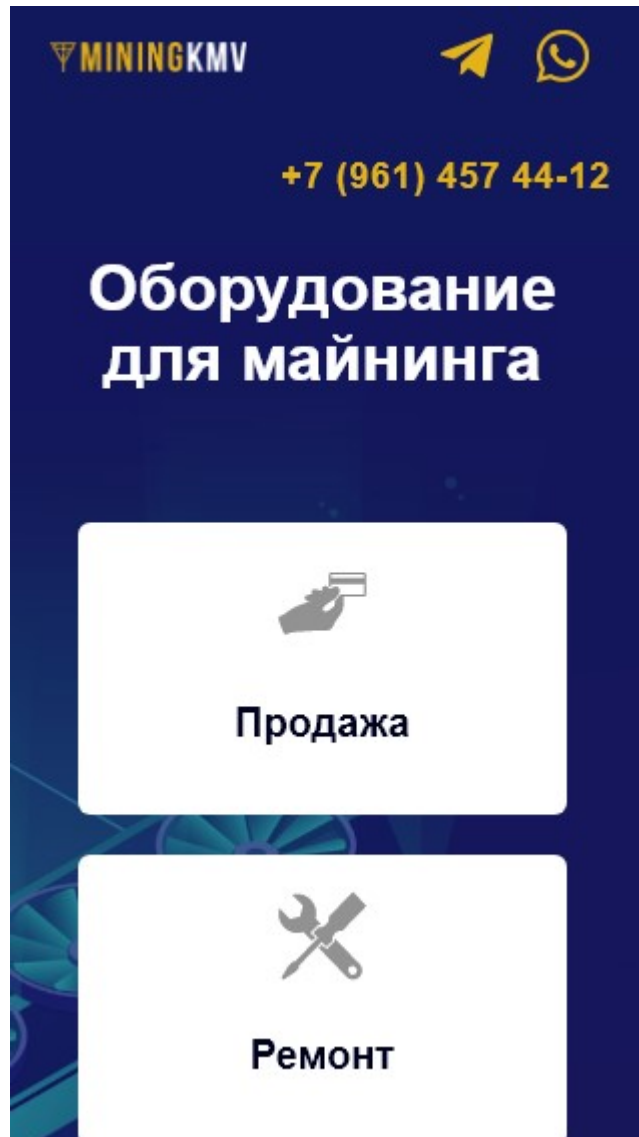 MININGKMV
+7 (961) 457 44-12
Оборудование
для майнинга
Продажа
Ремонт